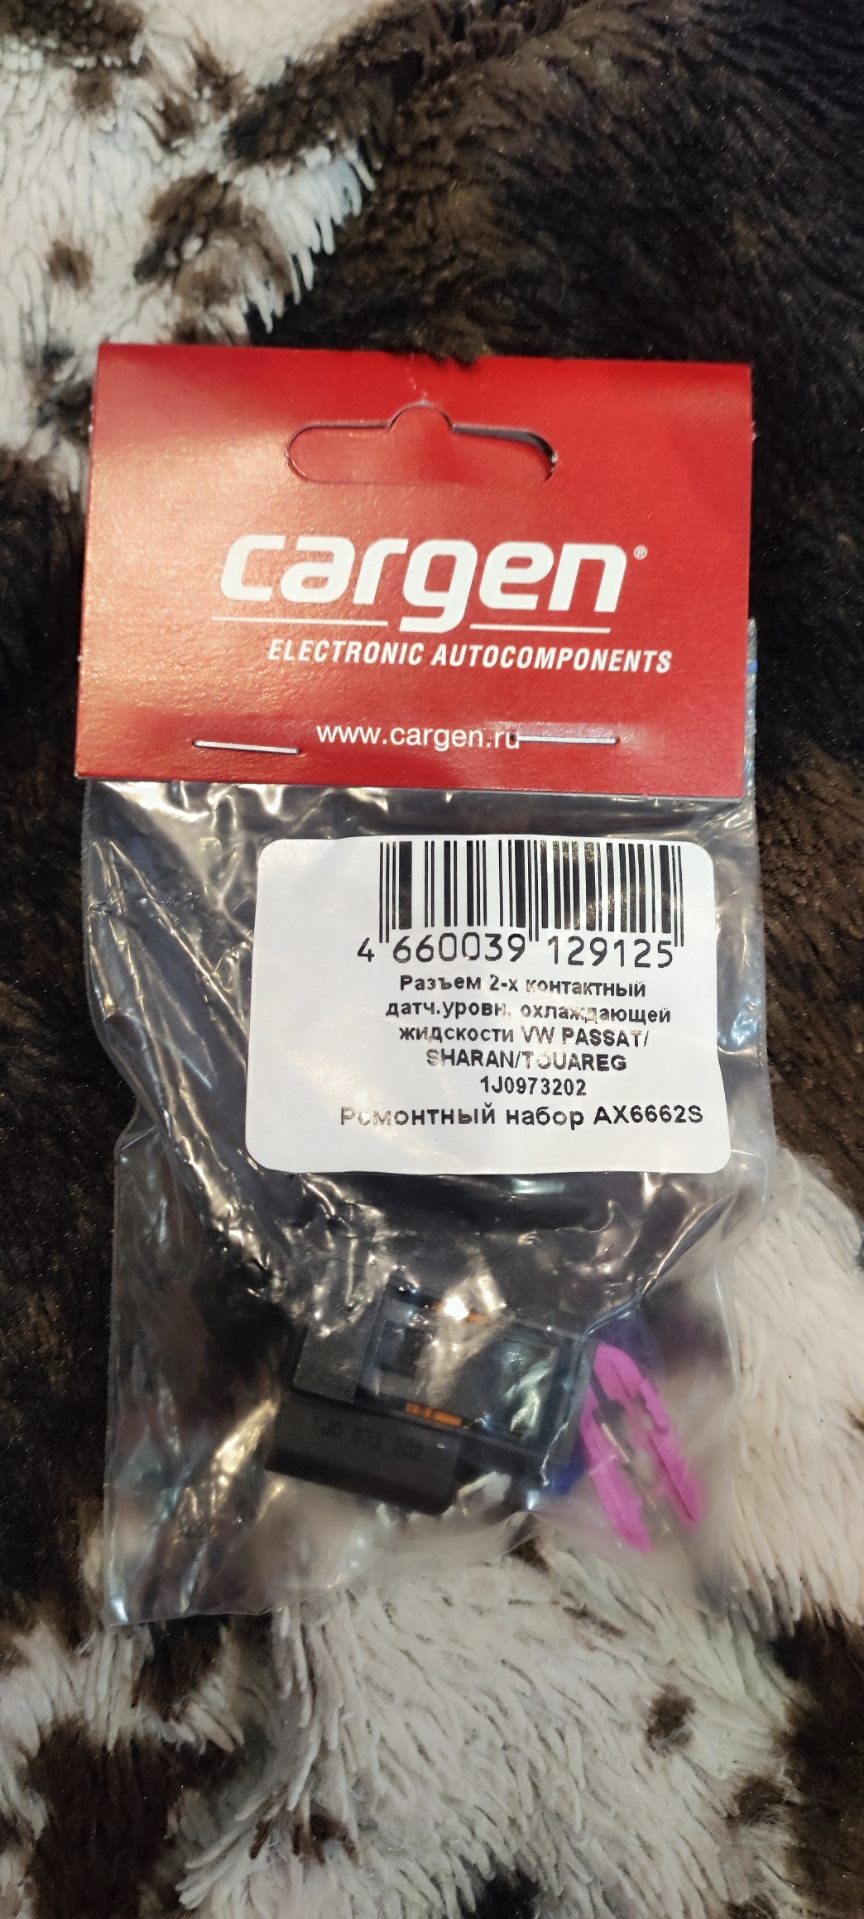 cargen®
ELECTRONIC AUTOCOMPONENTS
www.cargen.ru
4 660039 129125
Разъем 2-х контактный
датч.уровн. охлаждающей
жидскости VW PASSAT/
SHARAN/TOUAREG
1J0973202
Ремонтный набор AX6662S
1J0 973 202